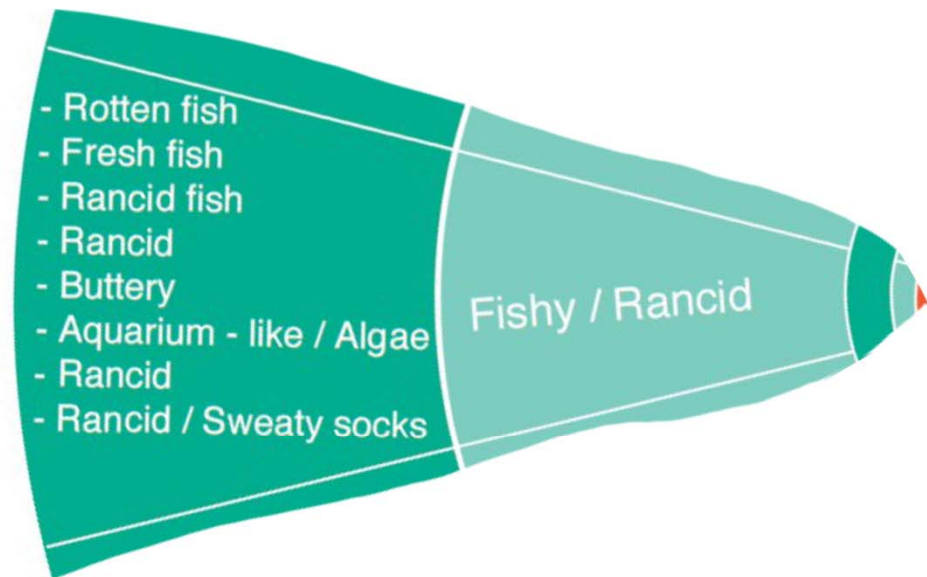 - Rotten fish
- Fresh fish
- Rancid fish
- Rancid
- Buttery
- Aquarium - like / Algae
- Rancid
- Rancid / Sweaty socks
Fishy / Rancid